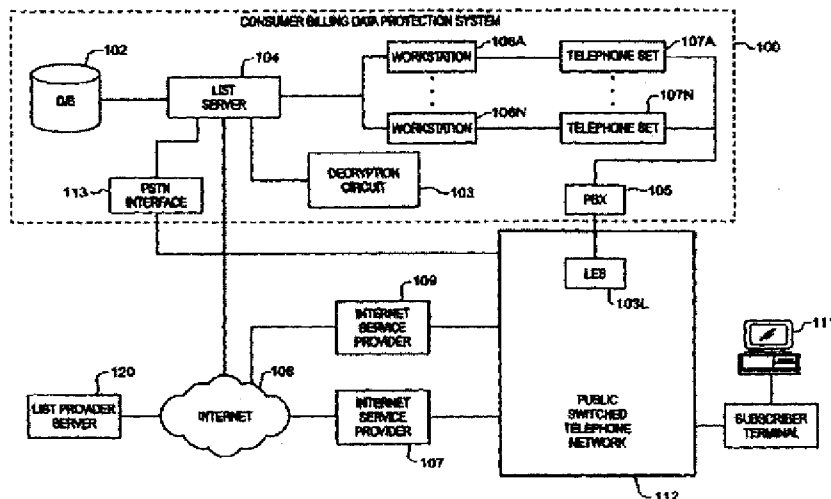 CONSUMER BILLING DATA PROTECTION SYSTEM
100
102
D/B
104
LIST
SERVER
106A
WORKSTATION
107A
TELEPHONE SET
107N
106N
WORKSTATION
TELEPHONE SET
113
PSTN
INTERFACE
DECRYPTION
CIRCUIT
103
PBX
105
LES
103L
109
INTERNET
SERVICE
PROVIDER
111
120
LIST PROVIDER
SERVER
108
INTERNET
INTERNET
SERVICE
PROVIDER
107
PUBLIC
SWITCHED
TELEPHONE
NETWORK
SUBSCRIBER
TERMINAL
112